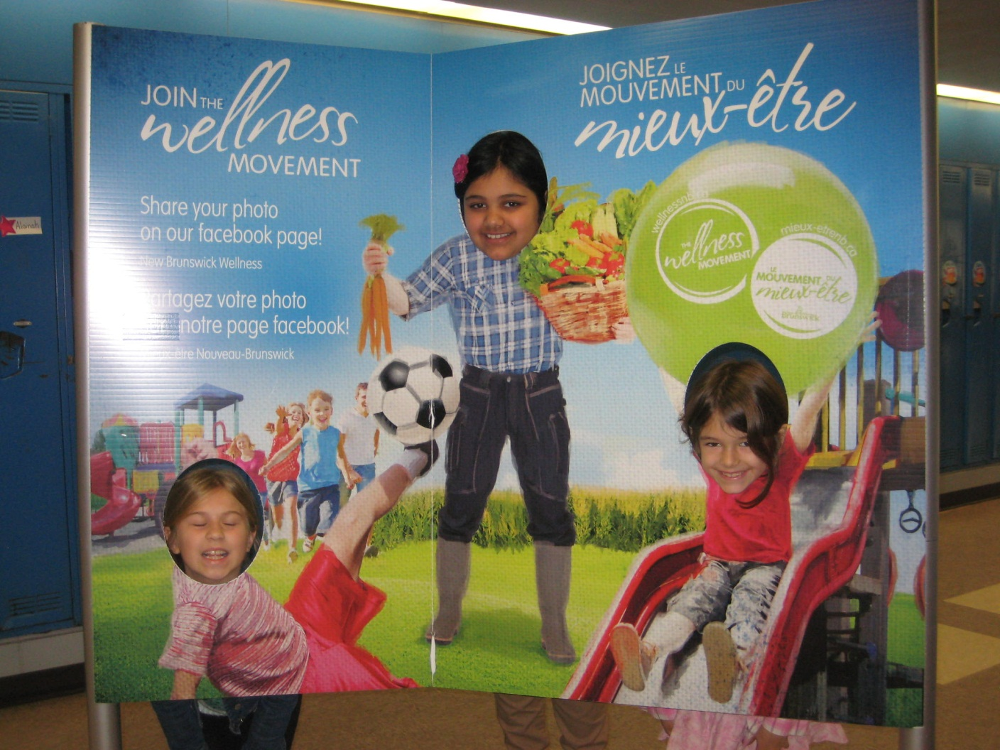 JOIN THE
wellness
MOVEMENT
Share your photo
on our facebook page!
New Brunswick Wellness
Partagez votre photo
notre page facebook!
Nouveau-Brunswick
JOIGNEZ LE
MOUVEMENT DU
mieux-être
THE
wellness
MOVEMENT
mieux-etrenb.ca
LE
MOUVEMENT DU
mieux-être
Alainah